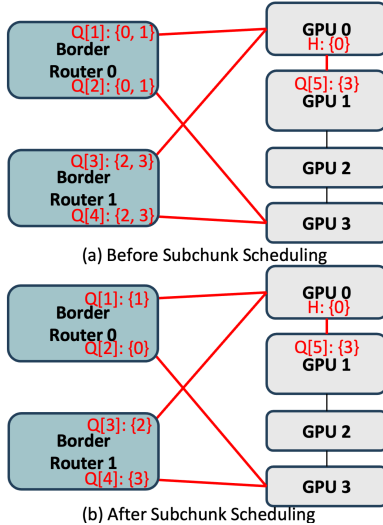 Q[1]: {0, 1}
Border
Router 0
Q[2]: {0, 1}
Q[3]: {2, 3}
Border
Router 1
Q[4]: {2, 3}
GPU 0
H: {0}
Q[5]: {3}
GPU 1
GPU 2
GPU 3
(a) Before Subchunk Scheduling
Q[1]: {1}
Border
Router 0
Q[2]: {0}
Q[3]: {2}
Border
Router 1
Q[4]: {3}
GPU 0
H: {0}
Q[5]: {3}
GPU 1
GPU 2
GPU 3
(b) After Subchunk Scheduling